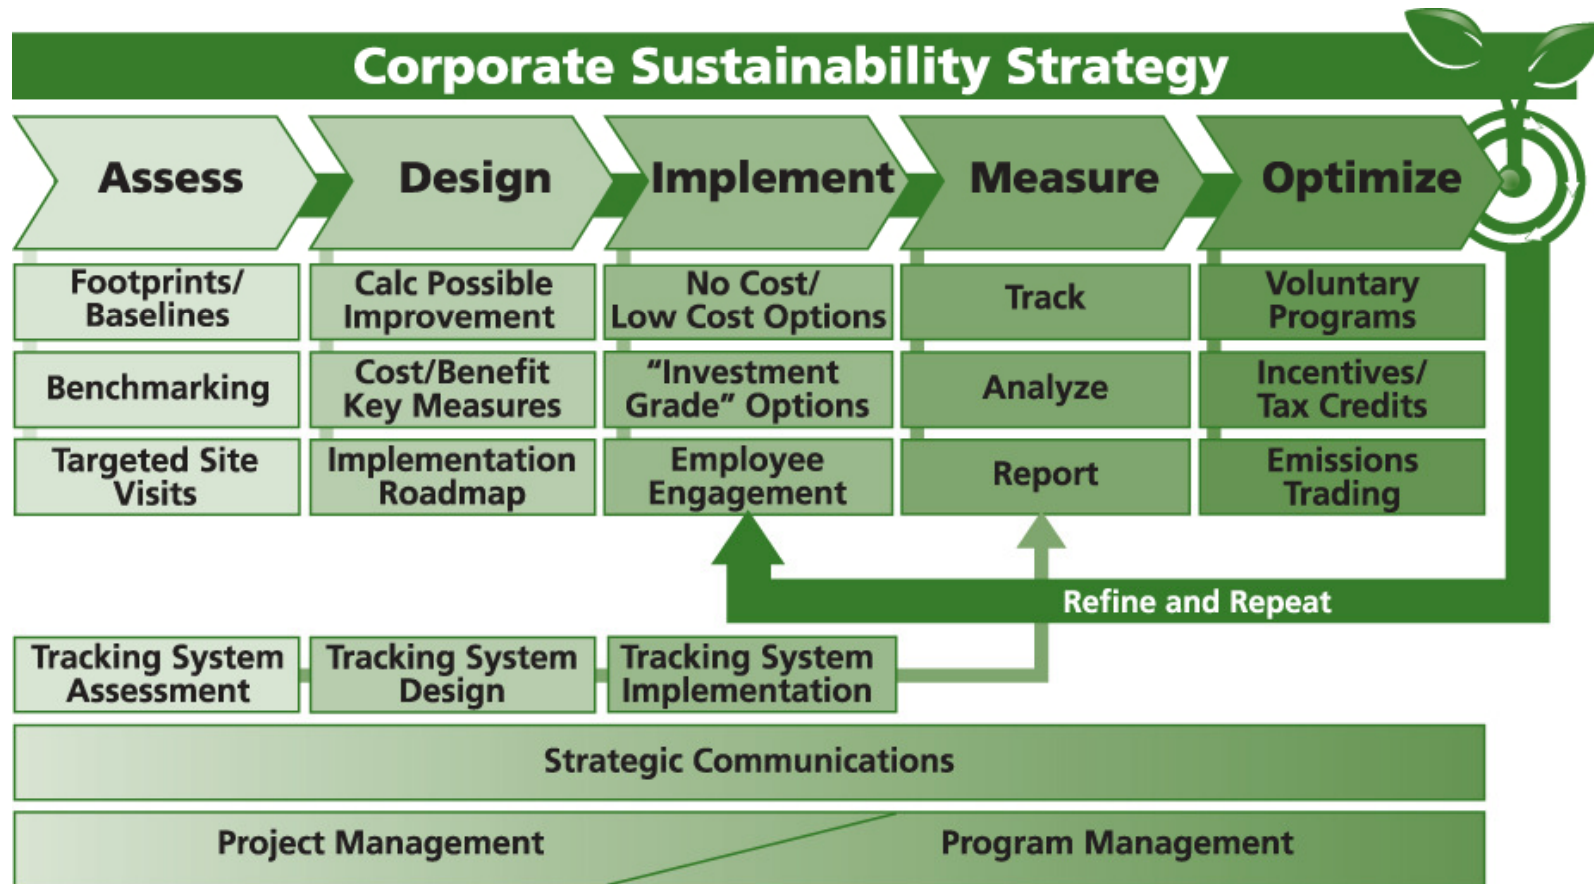 Corporate Sustainability Strategy
Assess
Design
Implement
Measure
Optimize
Footprints/
Baselines
Calc Possible
Improvement
No Cost/
Low Cost Options
Track
Voluntary
Programs
Benchmarking
Cost/Benefit
Key Measures
“Investment
Grade” Options
Analyze
Incentives/
Tax Credits
Targeted Site
Visits
Implementation
Roadmap
Employee
Engagement
Report
Emissions
Trading
Refine and Repeat
Tracking System
Assessment
Tracking System
Design
Tracking System
Implementation
Strategic Communications
Project Management
Program Management